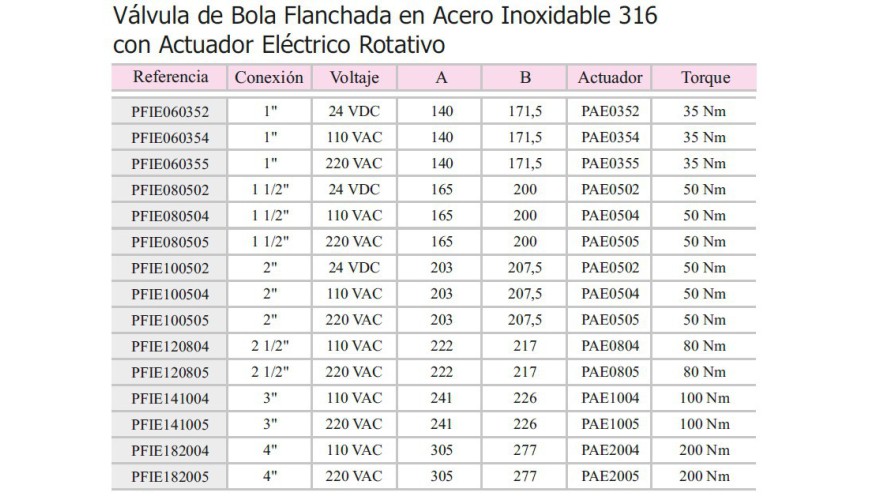 Válvula de Bola Flanchada en Acero Inoxidable 316
con Actuador Eléctrico Rotativo
Referencia Conexión Voltaje A B Actuador Torque
PFIE060352 1" 24 VDC 140 171,5 PAE0352 35 Nm
PFIE060354 1" 110 VAC 140 171,5 PAE0354 35 Nm
PFIE060355 1" 220 VAC 140 171,5 PAE0355 35 Nm
PFIE080502 1 1/2" 24 VDC 165 200 PAE0502 50 Nm
PFIE080504 1 1/2" 110 VAC 165 200 PAE0504 50 Nm
PFIE080505 1 1/2" 220 VAC 165 200 PAE0505 50 Nm
PFIE100502 2" 24 VDC 203 207,5 PAE0502 50 Nm
PFIE100504 2" 110 VAC 203 207,5 PAE0504 50 Nm
PFIE100505 2" 220 VAC 203 207,5 PAE0505 50 Nm
PFIE120804 2 1/2" 110 VAC 222 217 PAE0804 80 Nm
PFIE120805 2 1/2" 220 VAC 222 217 PAE0805 80 Nm
PFIE141004 3" 110 VAC 241 226 PAE1004 100 Nm
PFIE141005 3" 220 VAC 241 226 PAE1005 100 Nm
PFIE182004 4" 110 VAC 305 277 PAE2004 200 Nm
PFIE182005 4" 220 VAC 305 277 PAE2005 200 Nm